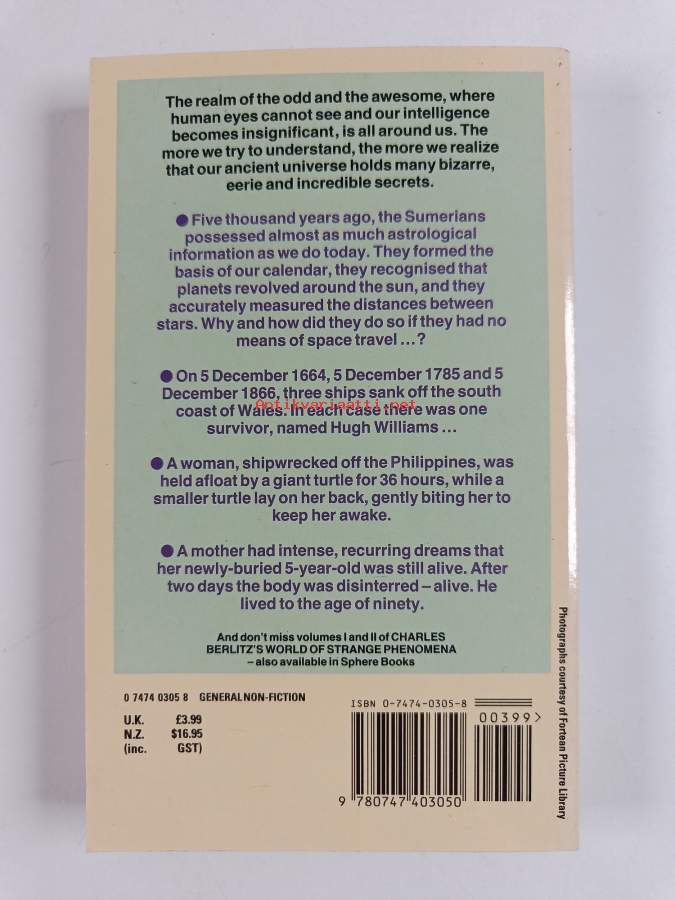 The realm of the odd and the awesome, where
human eyes cannot see and our intelligence
becomes insignificant, is all around us. The
more we try to understand, the more we realize
that our ancient universe holds many bizarre,
eerie and incredible secrets.
● Five thousand years ago, the Sumerians
possessed almost as much astrological
information as we do today. They formed the
basis of our calendar, they recognised that
planets revolved around the sun, and they
accurately measured the distances between
stars. Why and how did they do so if they had no
means of space travel ...?
● On 5 December 1664, 5 December 1785 and 5
December 1866, three ships sank off the south
coast of Wales. In each case there was one
Antikvariaatti.net
survivor, named Hugh Williams ...
● A woman, shipwrecked off the Philippines, was
held afloat by a giant turtle for 36 hours, while a
smaller turtle lay on her back, gently biting her to
keep her awake.
● A mother had intense, recurring dreams that
her newly-buried 5-year-old was still alive. After
two days the body was disinterred – alive. He
lived to the age of ninety.
And don't miss volumes I and II of CHARLES
BERLITZ'S WORLD OF STRANGE PHENOMENA
– also available in Sphere Books
0 7474 0305 8 GENERAL NON-FICTION
U.K. £3.99
N.Z. $16.95
(inc. GST)
ISBN 0-7474-0305-8
00399>
9 780747 403050
Photographs courtesy of Fortean Picture Library